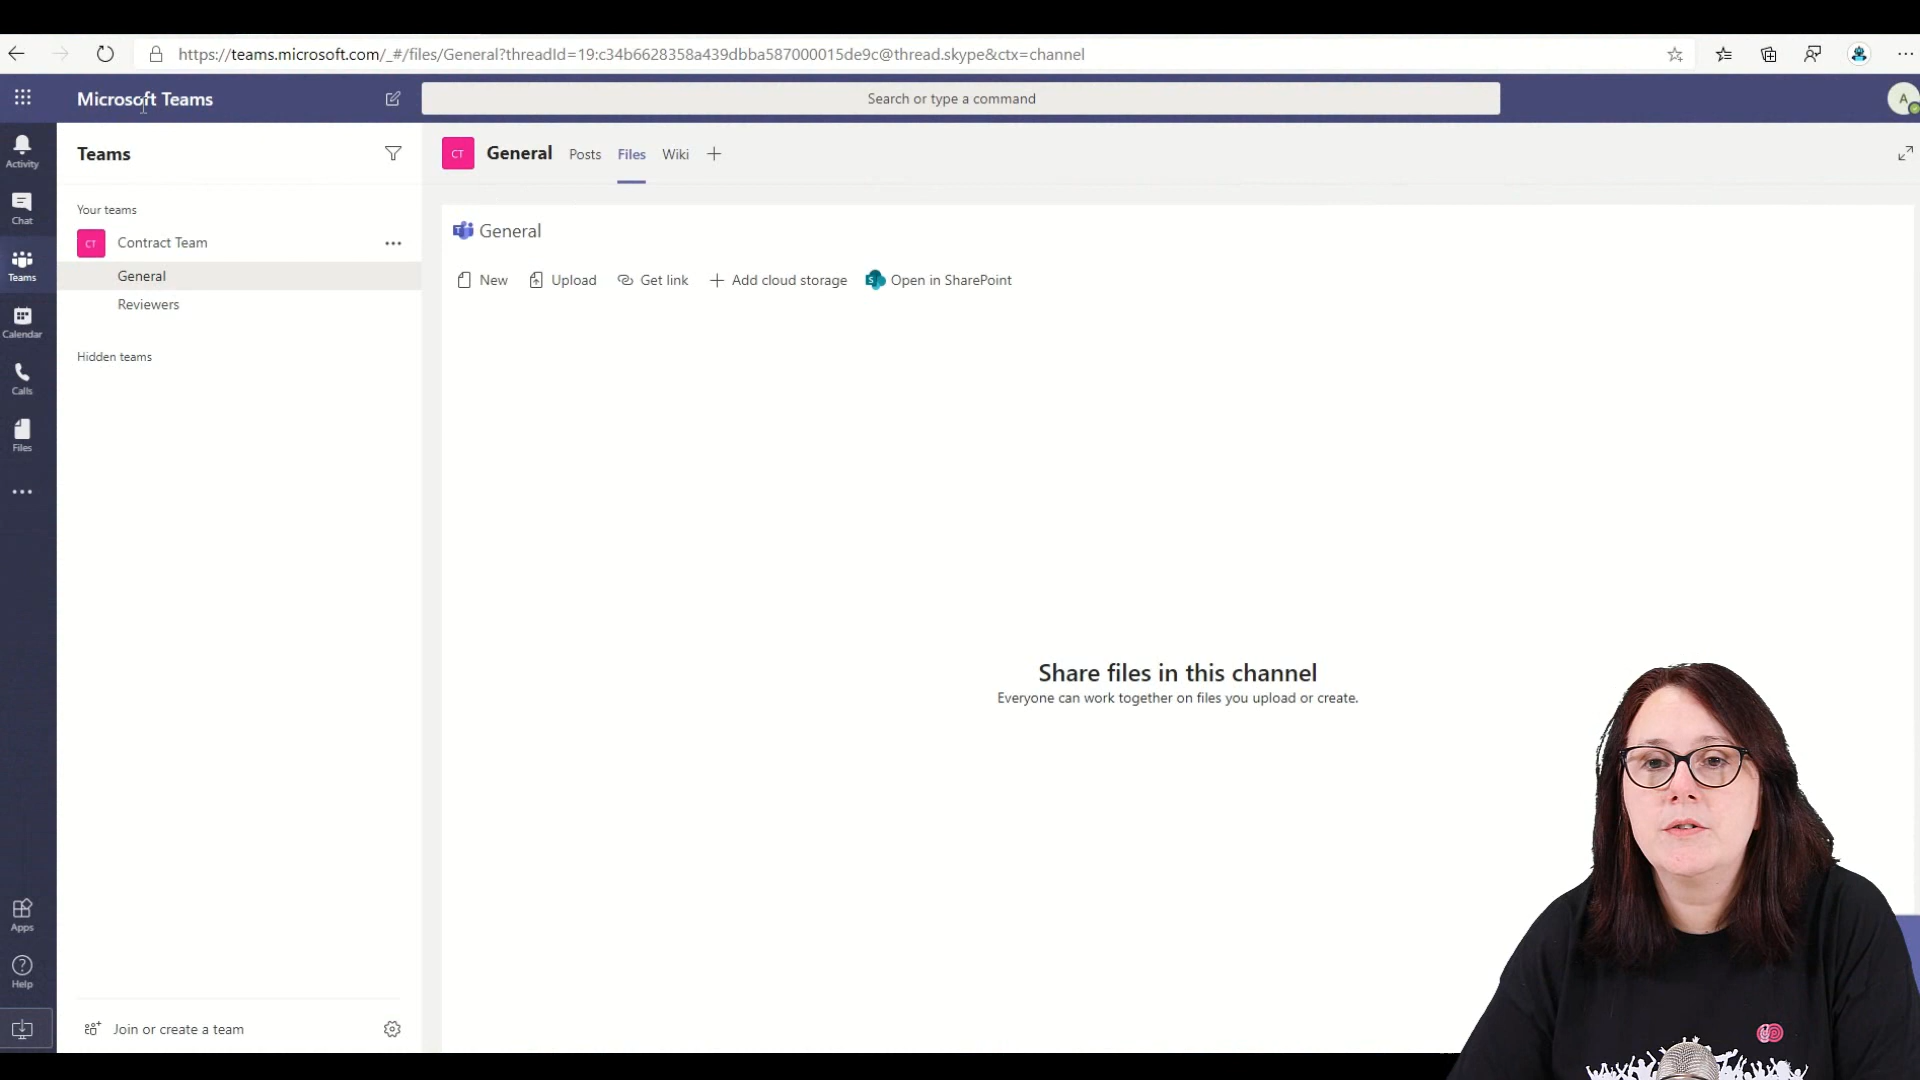 https://teams.microsoft.com/_#/files/General?threadId=19:c34b6628358a439dbba587000015de9c@thread.skype&ctx=channel
Microsoft Teams
Search or type a command
A
Activity
Chat
Teams
Calendar
Calls
Files
Apps
Help
Teams
Your teams
CT Contract Team
General
Reviewers
Hidden teams
Join or create a team
CT General Posts Files Wiki
General
New Upload Get link Add cloud storage Open in SharePoint
Share files in this channel
Everyone can work together on files you upload or create.